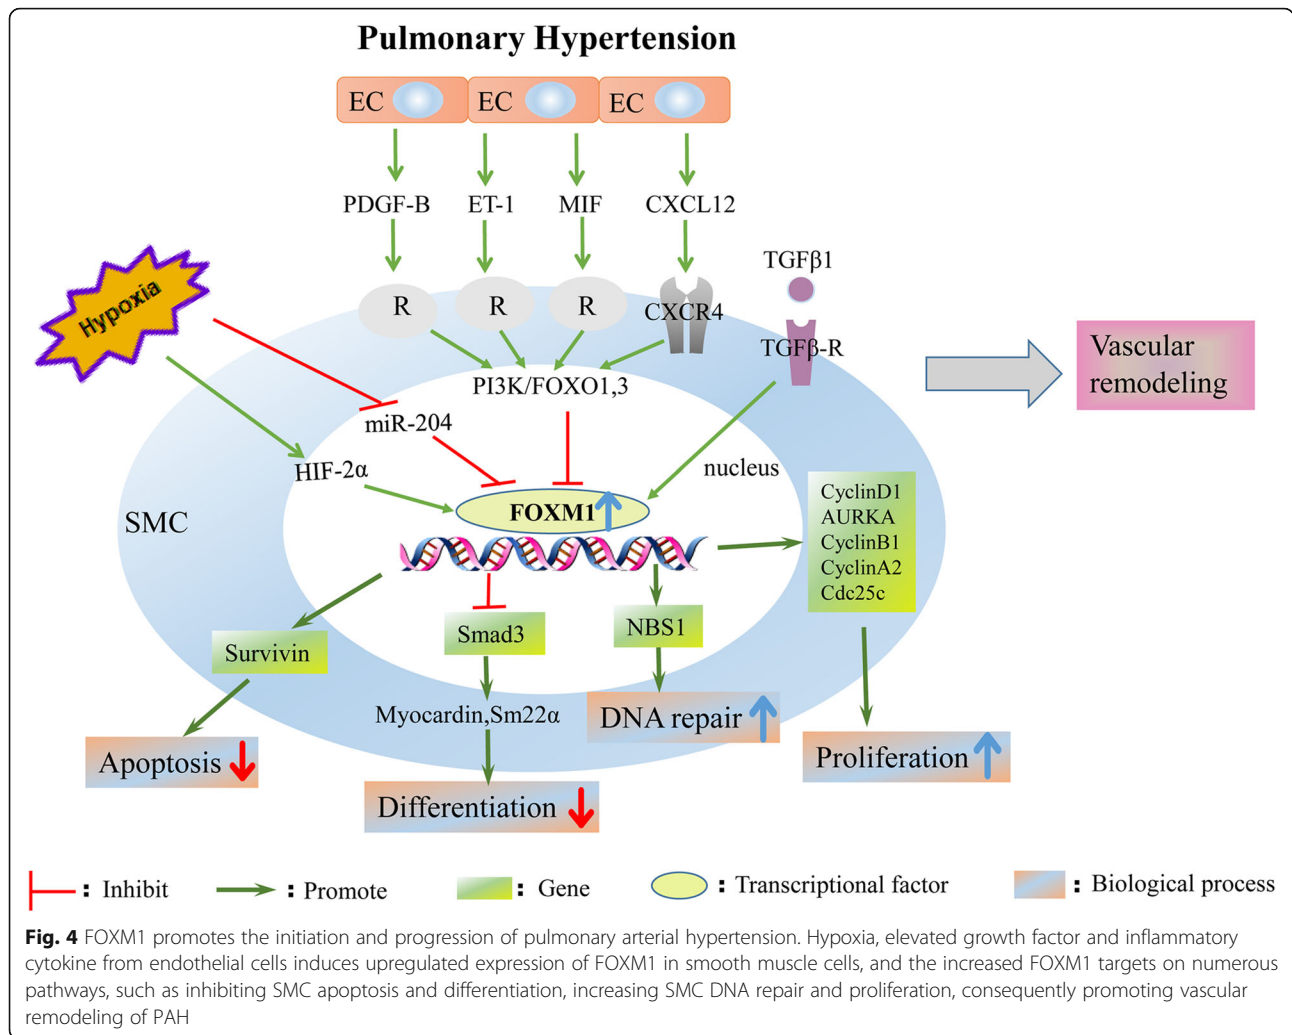 Pulmonary Hypertension
EC EC EC
PDGF-B ET-1 MIF CXCL12
TGFβ1
Hypoxia
R R R CXCR4
TGFβ-R
Vascular
remodeling
PI3K/FOXO1,3
miR-204
HIF-2α
nucleus
SMC
FOXM1
CyclinD1
AURKA
CyclinB1
CyclinA2
Cdc25c
Survivin
Smad3
NBS1
Myocardin,Sm22α
DNA repair
Apoptosis
Proliferation
Differentiation
: Inhibit : Promote : Gene : Transcriptional factor : Biological process
Fig. 4 FOXM1 promotes the initiation and progression of pulmonary arterial hypertension. Hypoxia, elevated growth factor and inflammatory
cytokine from endothelial cells induces upregulated expression of FOXM1 in smooth muscle cells, and the increased FOXM1 targets on numerous
pathways, such as inhibiting SMC apoptosis and differentiation, increasing SMC DNA repair and proliferation, consequently promoting vascular
remodeling of PAH